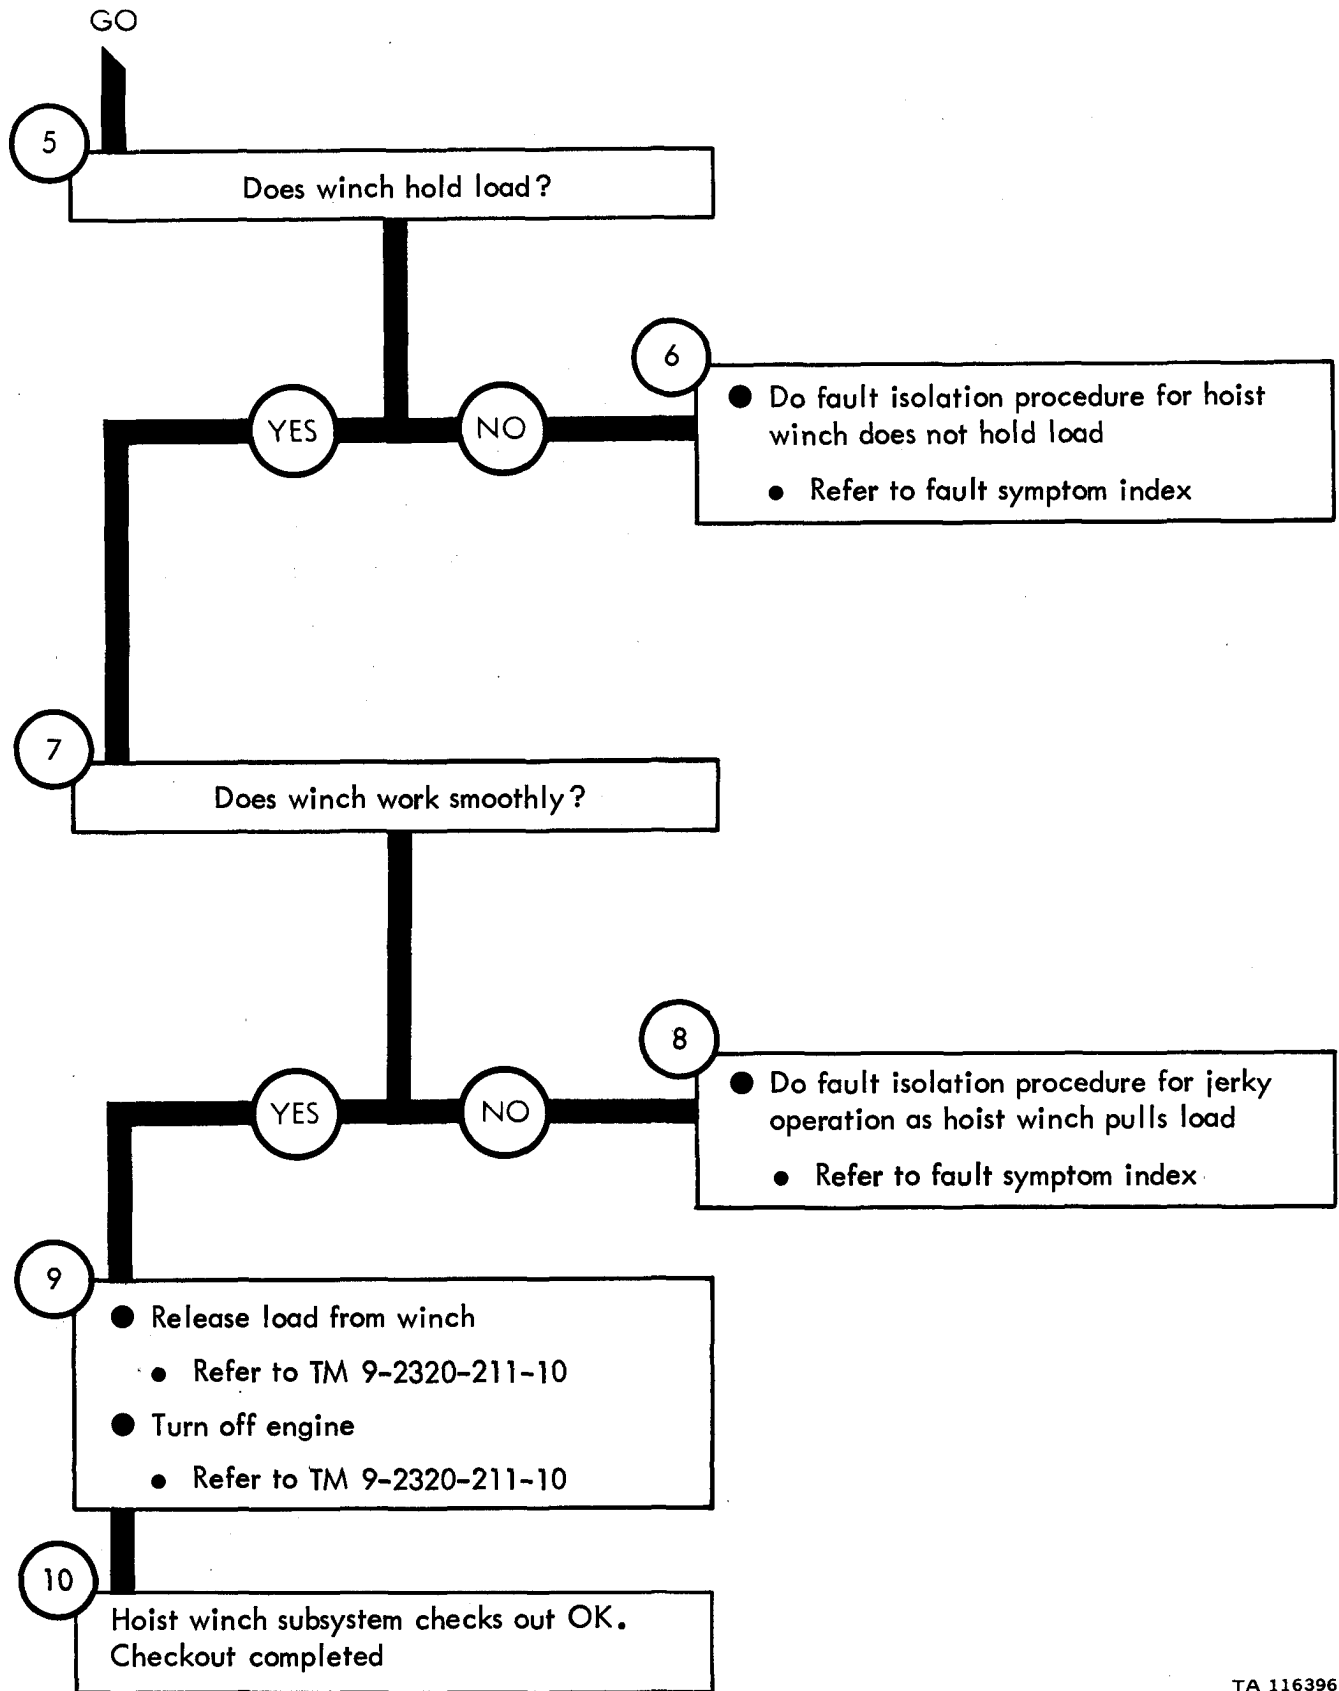 GO
5
Does winch hold load?
YES
NO
6
● Do fault isolation procedure for hoist
winch does not hold load
● Refer to fault symptom index
7
Does winch work smoothly?
YES
NO
8
● Do fault isolation procedure for jerky
operation as hoist winch pulls load
● Refer to fault symptom index
9
● Release load from winch
● Refer to TM 9-2320-211-10
● Turn off engine
● Refer to TM 9-2320-211-10
10
Hoist winch subsystem checks out OK.
Checkout completed
TA 116396